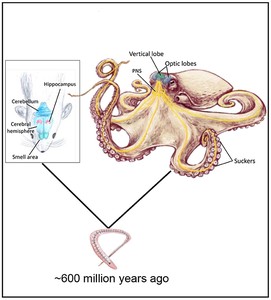 Vertical lobe
Optic lobes
PNS
Hippocampus
Cerebellum
Cerebral
hemisphere
Smell area
Suckers
~600 million years ago